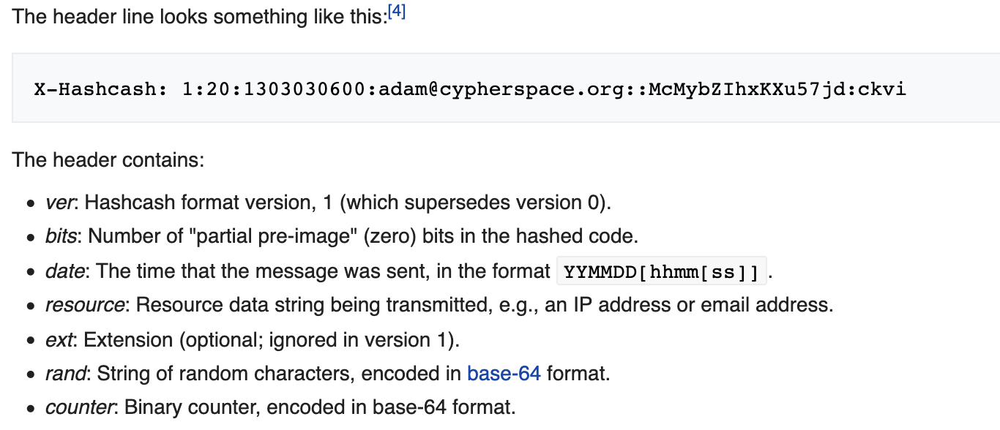 The header line looks something like this:[4]
X-Hashcash: 1:20:1303030600:adam@cypherspace.org::McMybZIhxKXu57jd:ckvi
The header contains:
• ver: Hashcash format version, 1 (which supersedes version 0).
• bits: Number of "partial pre-image" (zero) bits in the hashed code.
• date: The time that the message was sent, in the format YYMMDD[hhmm[ss]].
• resource: Resource data string being transmitted, e.g., an IP address or email address.
• ext: Extension (optional; ignored in version 1).
• rand: String of random characters, encoded in base-64 format.
• counter: Binary counter, encoded in base-64 format.